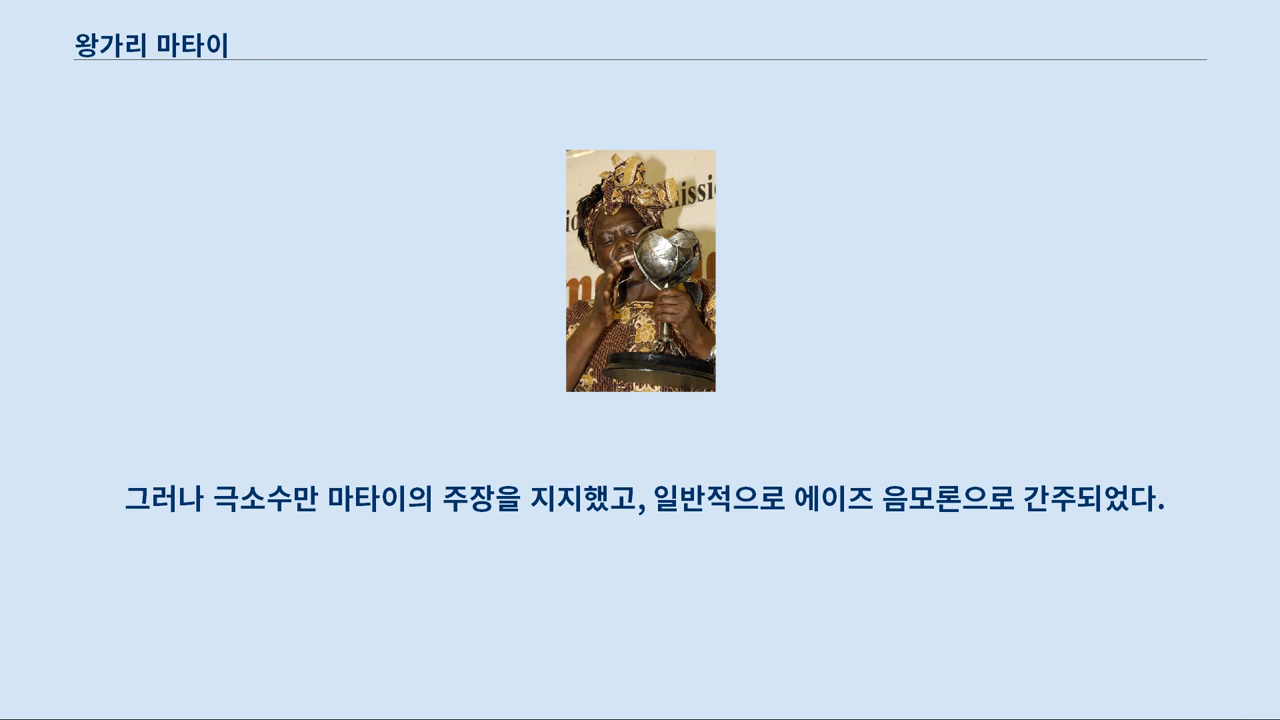 왕가리 마타이
missi
그러나 극소수만 마타이의 주장을 지지했고, 일반적으로 에이즈 음모론으로 간주되었다.